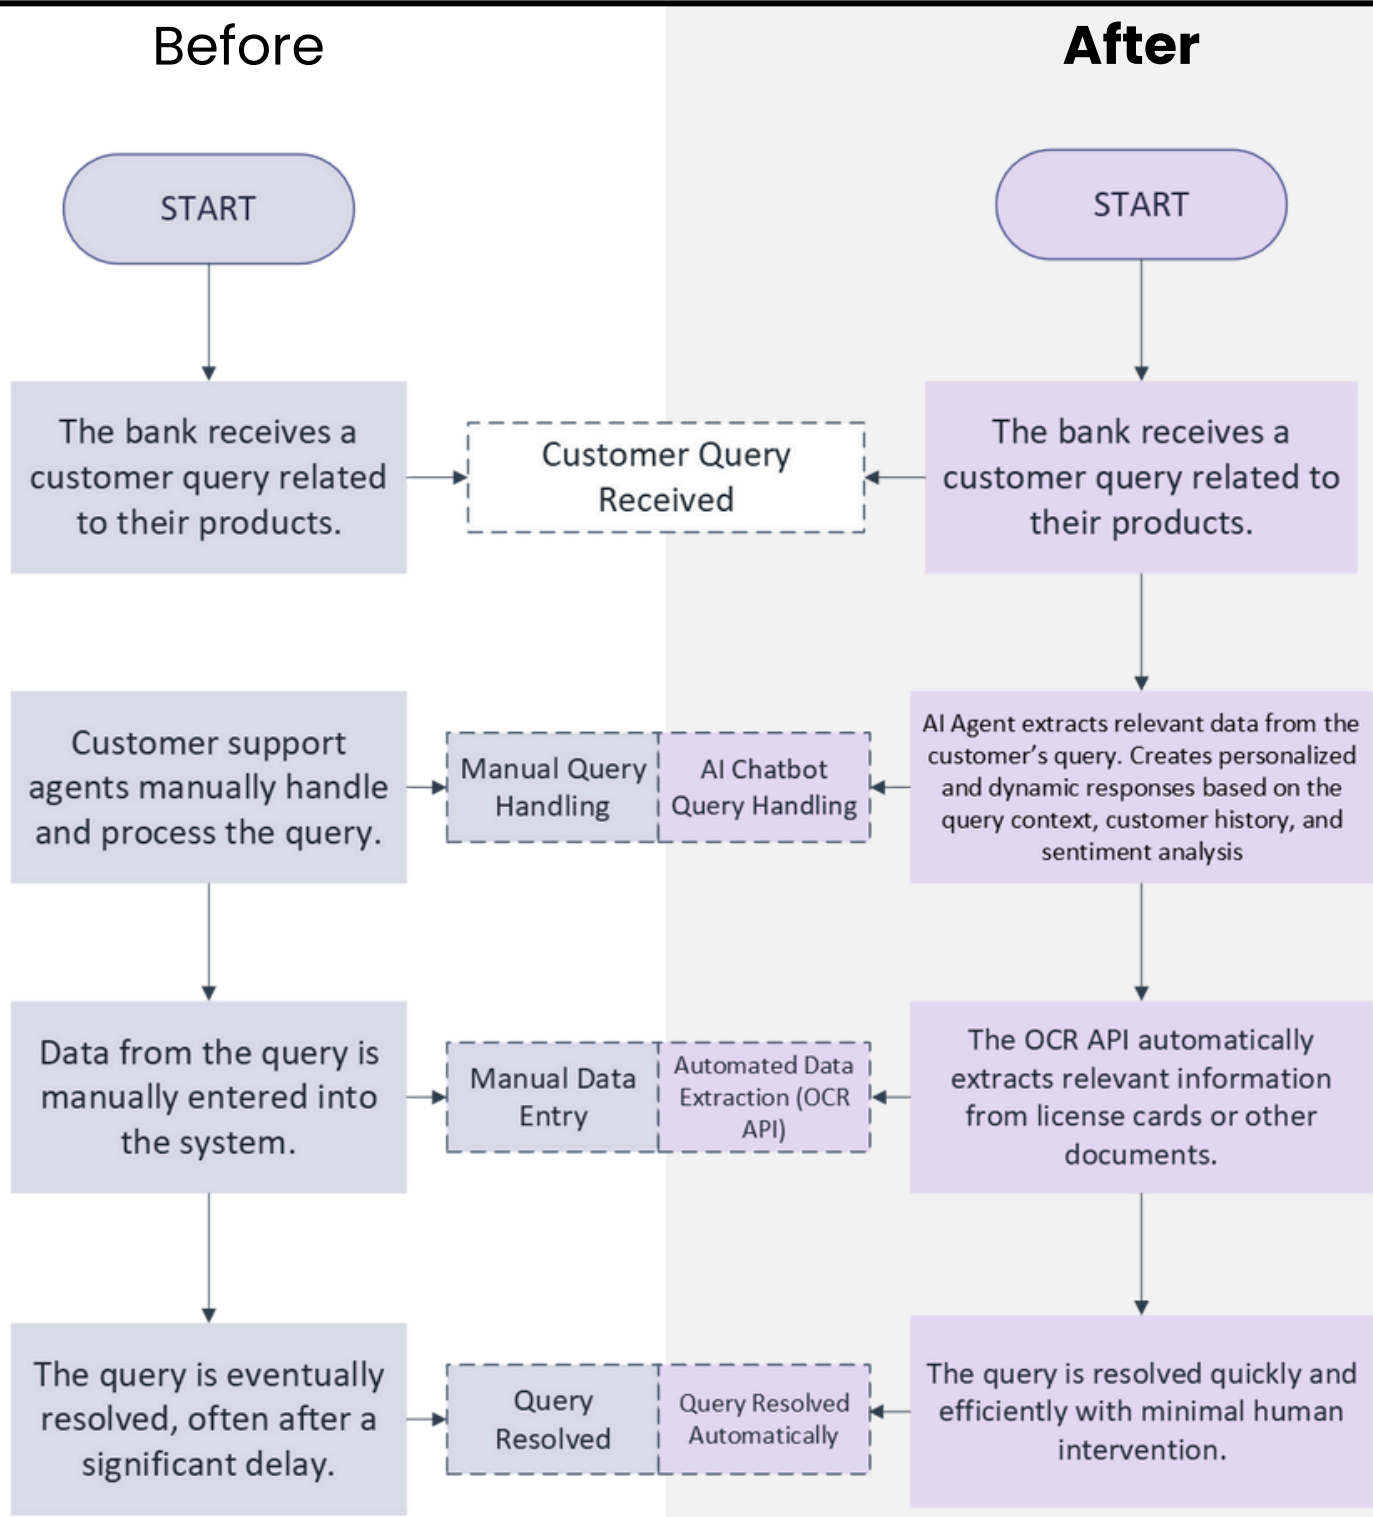 Before
After
START
START
The bank receives a
customer query related
to their products.
Customer Query
Received
The bank receives a
customer query related to
their products.
Customer support
agents manually handle
and process the query.
Manual Query
Handling
AI Chatbot
Query Handling
AI Agent extracts relevant data from the
customer’s query. Creates personalized
and dynamic responses based on the
query context, customer history, and
sentiment analysis
Data from the query is
manually entered into
the system.
Manual Data
Entry
Automated Data
Extraction (OCR
API)
The OCR API automatically
extracts relevant information
from license cards or other
documents.
The query is eventually
resolved, often after a
significant delay.
Query
Resolved
Query Resolved
Automatically
The query is resolved quickly and
efficiently with minimal human
intervention.